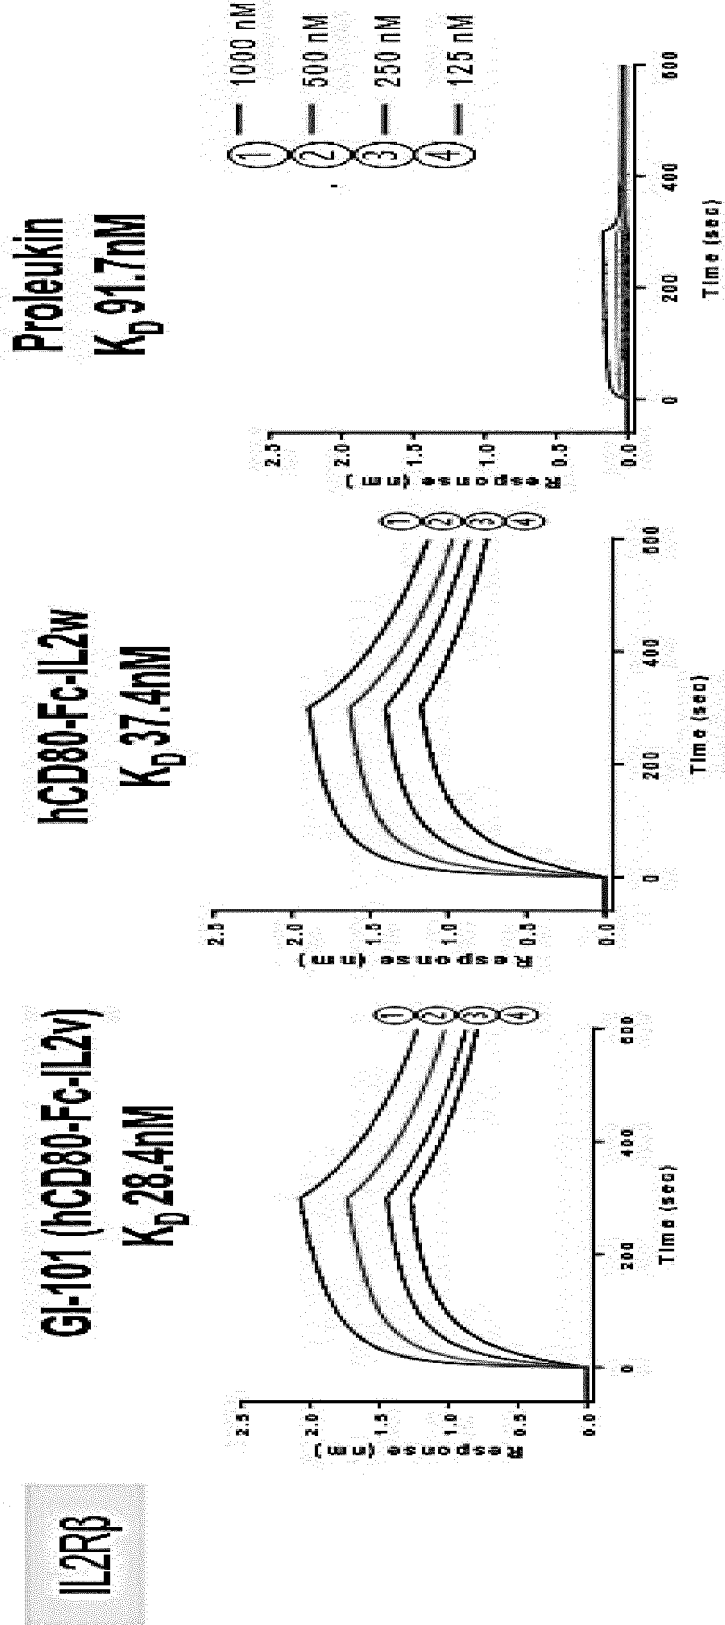 IL2Rβ
GI-101 (hCD80-Fc-IL2v)
KD 28.4nM
Response (nm)
2.5
2.0
1.5
1.0
0.5
0.0
0
200
400
600
Time (sec)
①
②
③
④
hCD80-Fc-IL2w
KD 37.4nM
Response (nm)
2.5
2.0
1.5
1.0
0.5
0.0
0
200
400
600
Time (sec)
①
②
③
④
Proleukin
KD 91.7nM
Response (nm)
2.5
2.0
1.5
1.0
0.5
0.0
0
200
400
600
Time (sec)
① 1000 nM
② 500 nM
③ 250 nM
④ 125 nM